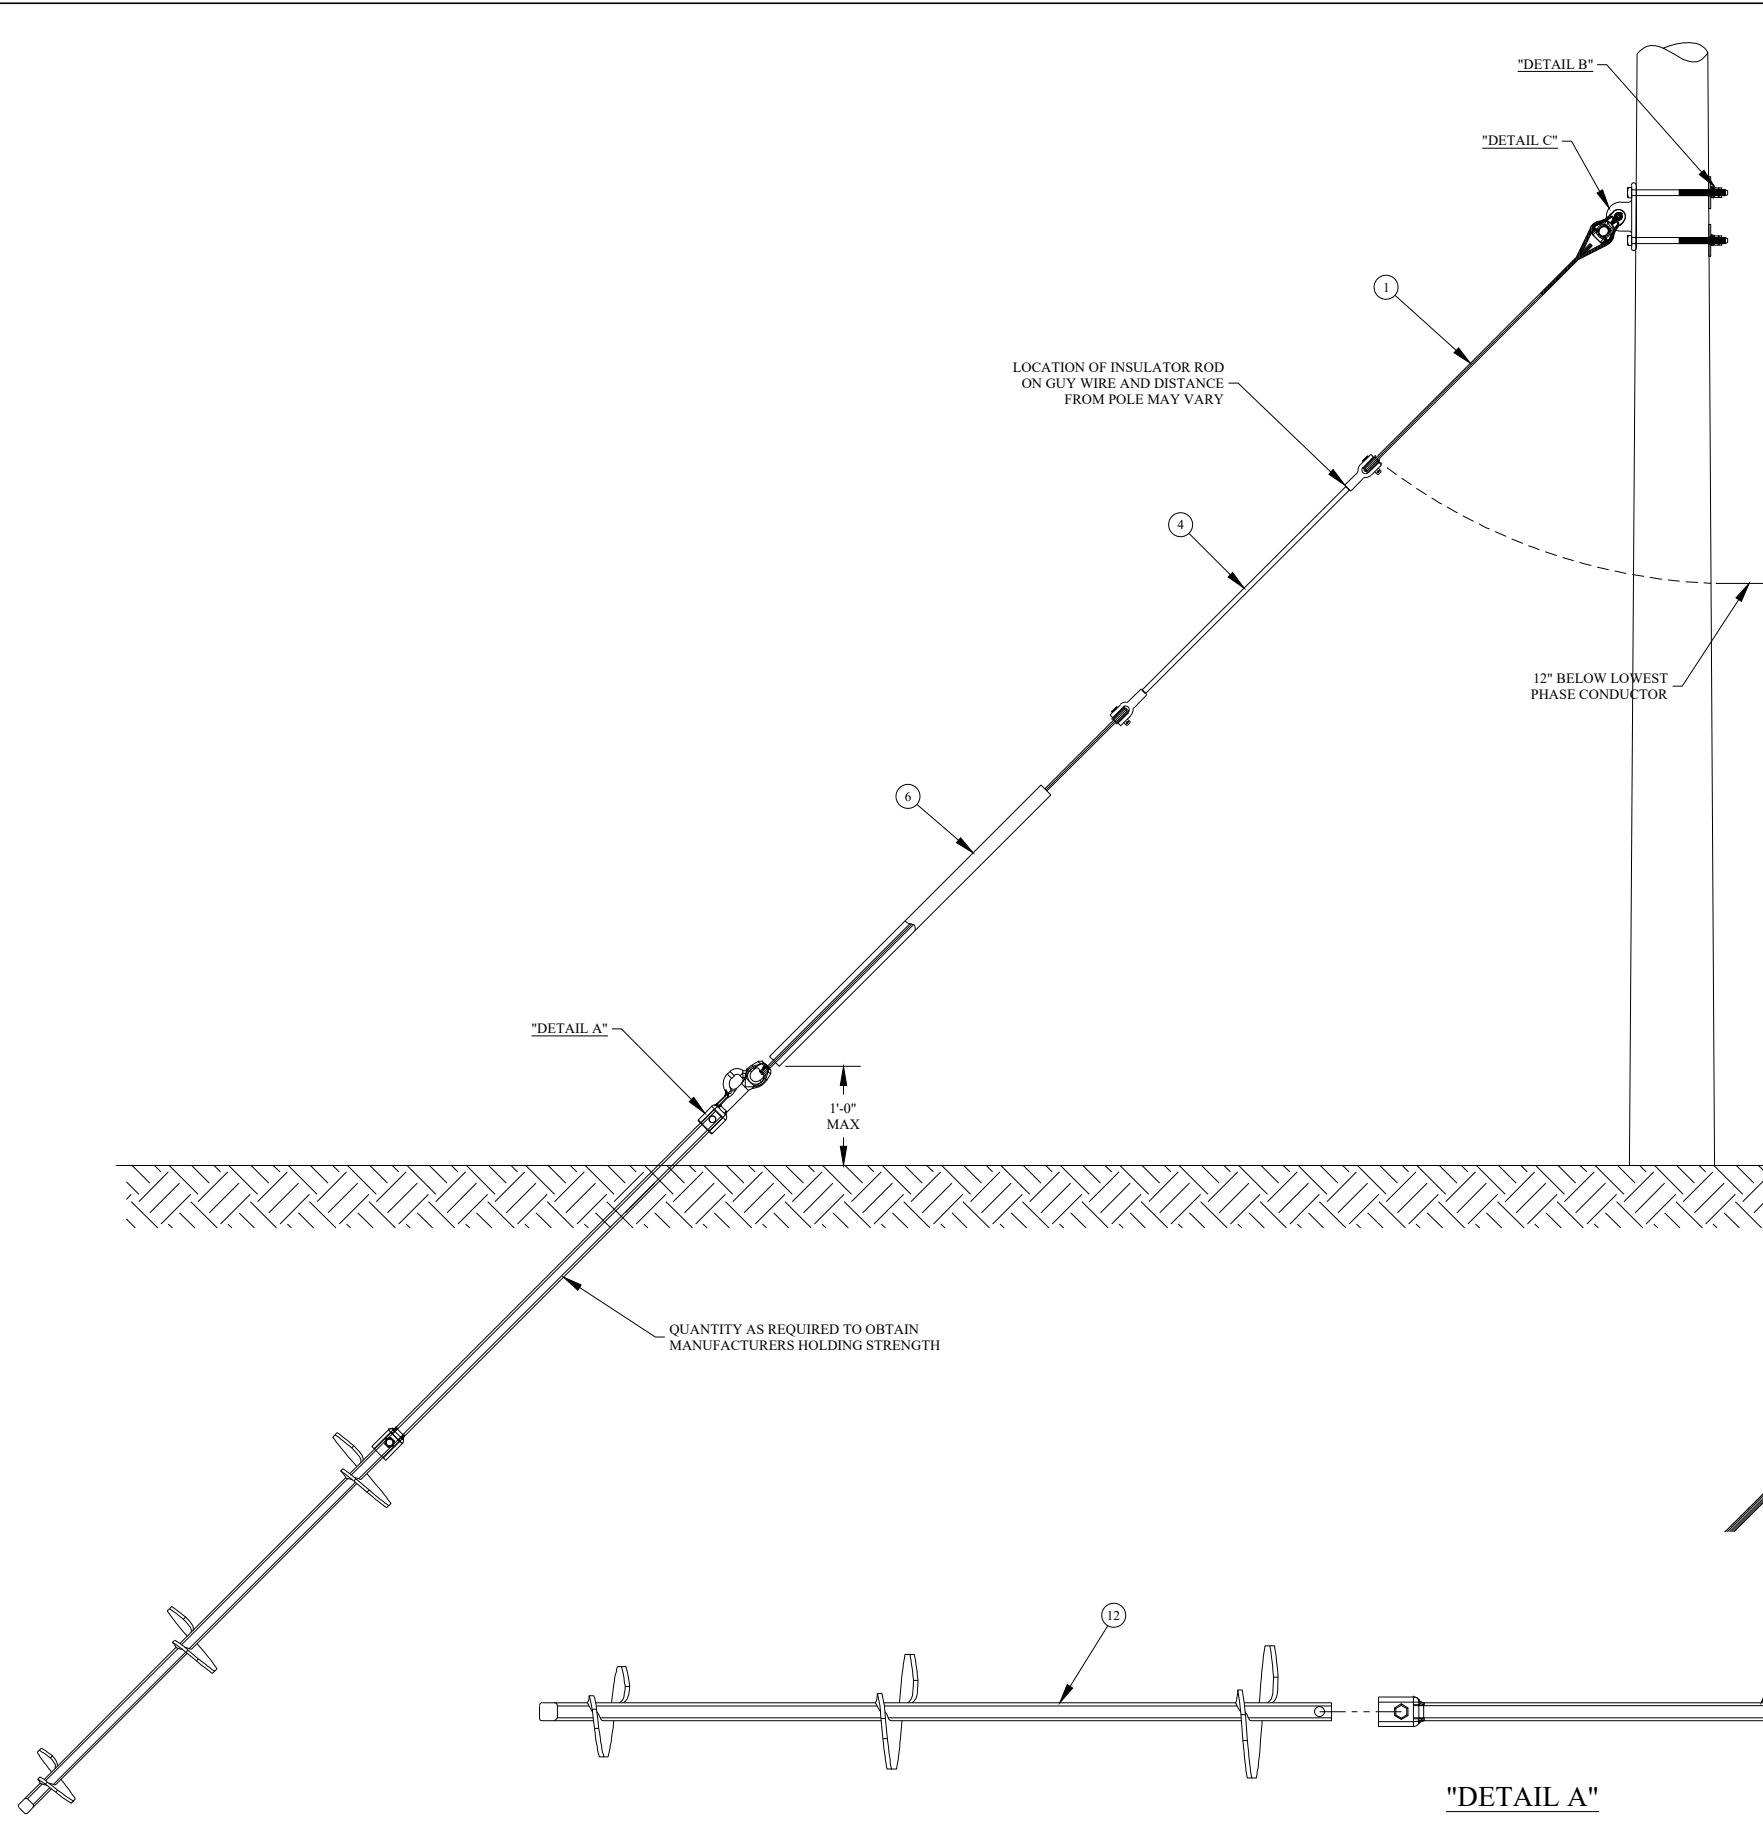 "DETAIL B"
"DETAIL C"
1
LOCATION OF INSULATOR ROD
ON GUY WIRE AND DISTANCE
FROM POLE MAY VARY
4
12" BELOW LOWEST
PHASE CONDUCTOR
6
"DETAIL A"
1'-0"
MAX
QUANTITY AS REQUIRED TO OBTAIN
MANUFACTURERS HOLDING STRENGTH
12
"DETAIL A"